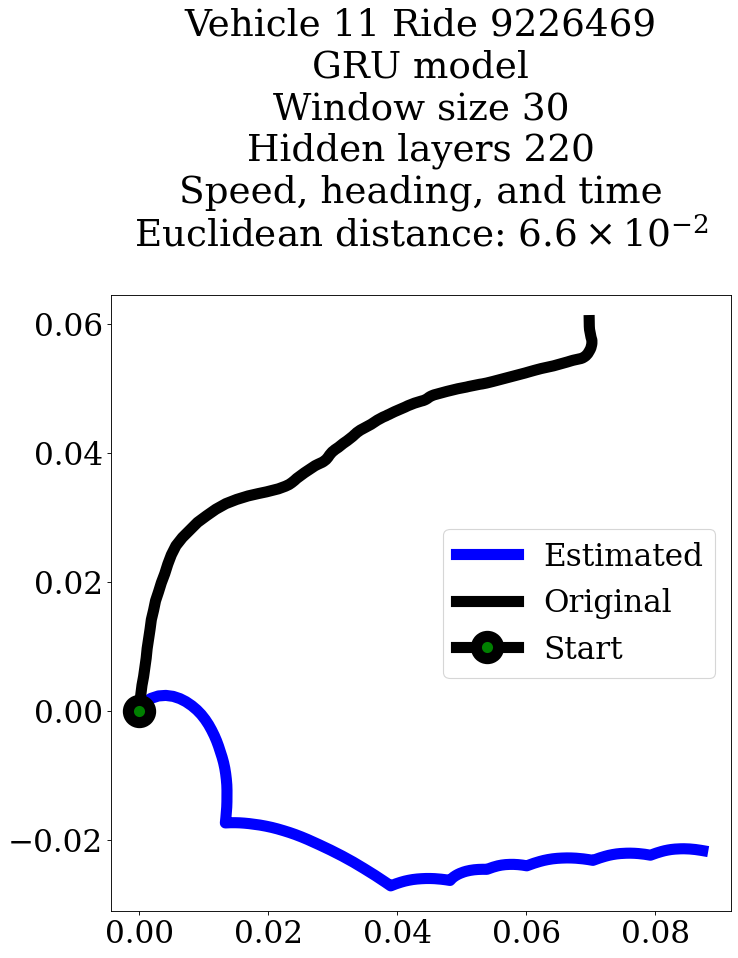 Vehicle 11 Ride 9226469
GRU model
Window size 30
Hidden layers 220
Speed, heading, and time
Euclidean distance: 6.6 × 10⁻²
0.06
0.04
0.02
0.00
−0.02
Estimated
Original
Start
0.00 0.02 0.04 0.06 0.08